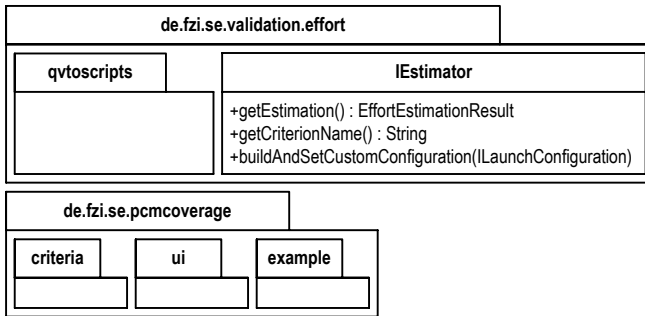 de.fzi.se.validation.effort
qvtoscripts
IEstimator
+getEstimation() : EffortEstimationResult
+getCriterionName() : String
+buildAndSetCustomConfiguration(ILaunchConfiguration)
de.fzi.se.pcmcoverage
criteria
ui
example